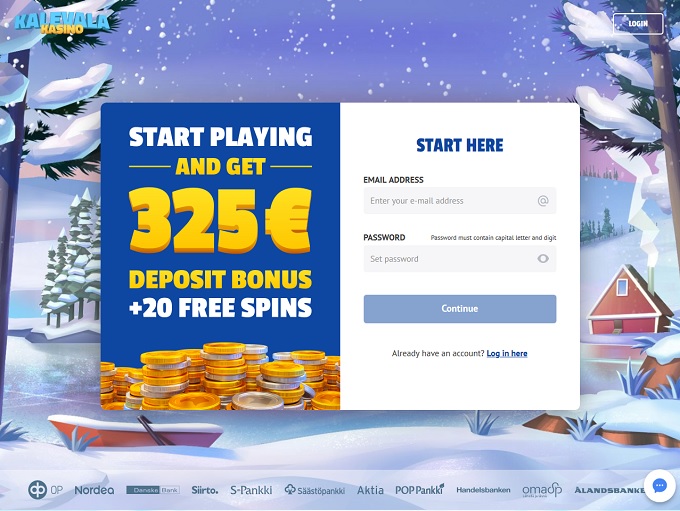 KALEVALA
KASINO
LOGIN
START PLAYING
AND GET
325€
DEPOSIT BONUS
+20 FREE SPINS
START HERE
EMAIL ADDRESS
Enter your e-mail address
PASSWORD Password must contain capital letter and digit
Set password
Continue
Already have an account? Log in here
OP Nordea Danske Bank Siirto. S-Pankki Säästöpankki Aktia POP Pankki Handelsbanken omasp ÅLANDSBANKEN